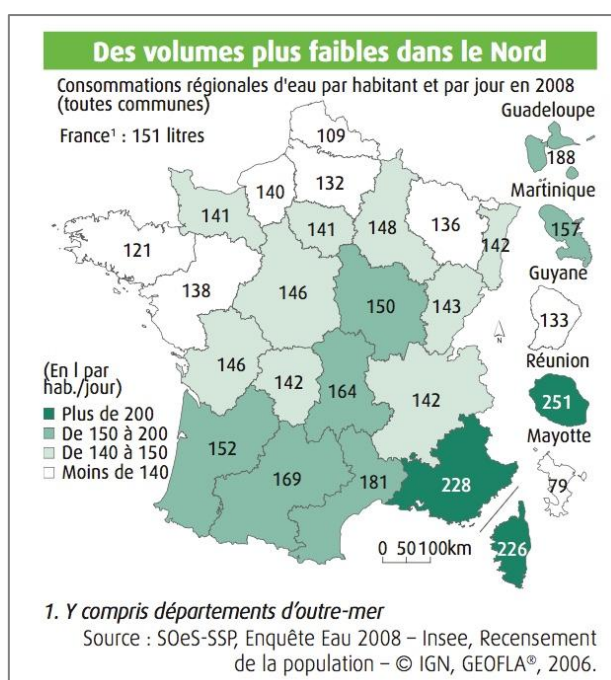 Des volumes plus faibles dans le Nord
Consommations régionales d'eau par habitant et par jour en 2008
(toutes communes)
France¹ : 151 litres
Guadeloupe
109
188
140
132
Martinique
141
141
148
136
142
157
121
Guyane
138
146
150
143
133
N
Réunion
146
142
164
142
251
(En l par
hab./jour)
Plus de 200
De 150 à 200
De 140 à 150
Moins de 140
Mayotte
152
169
181
228
79
0 50100km
226
1. Y compris départements d'outre-mer
Source : SOeS-SSP, Enquête Eau 2008 – Insee, Recensement
de la population – © IGN, GEOFLA®, 2006.